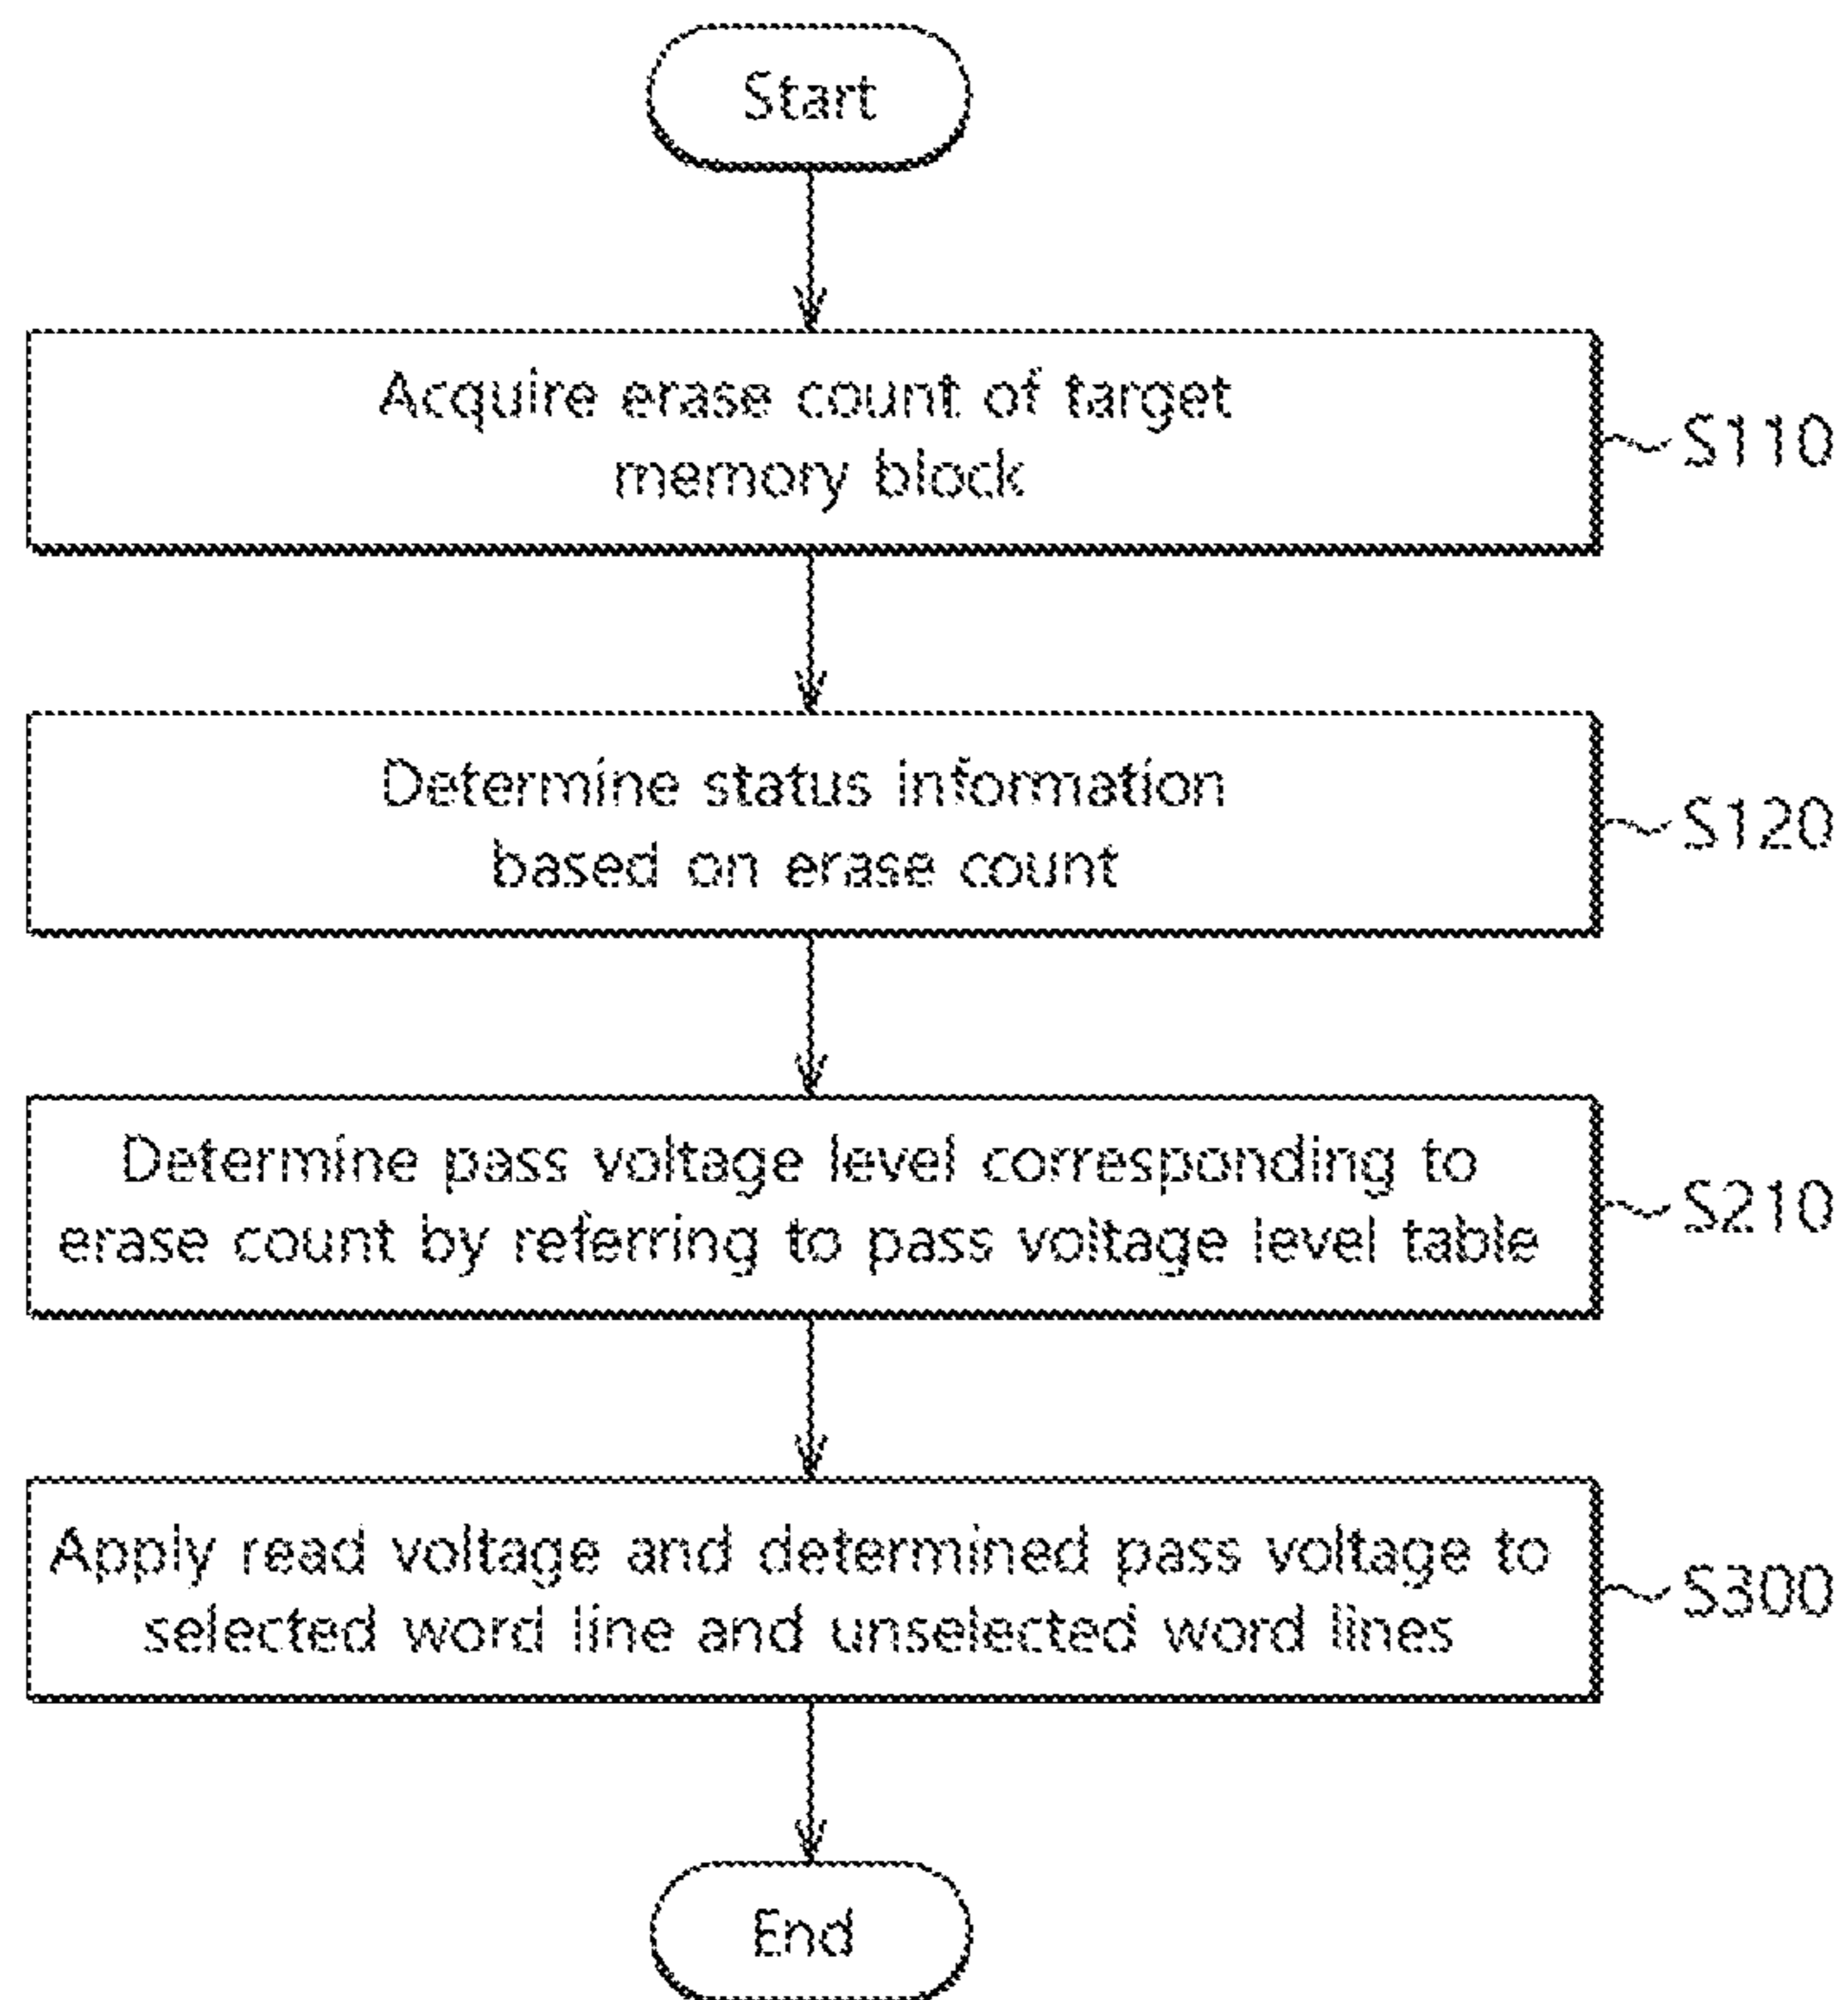 Start
Acquire erase count of target
memory block
S110
Determine status information
based on erase count
S120
Determine pass voltage level corresponding to
erase count by referring to pass voltage level table
S210
Apply read voltage and determined pass voltage to
selected word line and unselected word lines
S300
End